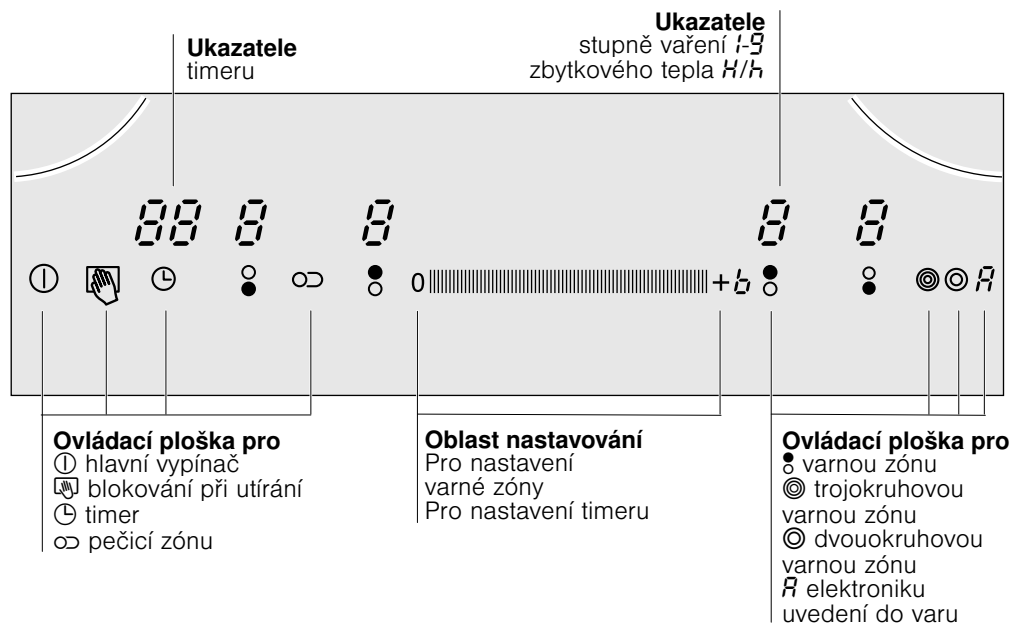 Ukazatele
timeru
Ukazatele
stupně vaření 1-9
zbytkového tepla H/h
88 8 8 8 8
0 + b A
Ovládací ploška pro
hlavní vypínač
blokování při utírání
timer
pečicí zónu
Oblast nastavování
Pro nastavení
varné zóny
Pro nastavení timeru
Ovládací ploška pro
varnou zónu
trojokruhovou
varnou zónu
dvouokruhovou
varnou zónu
A elektroniku
uvedení do varu